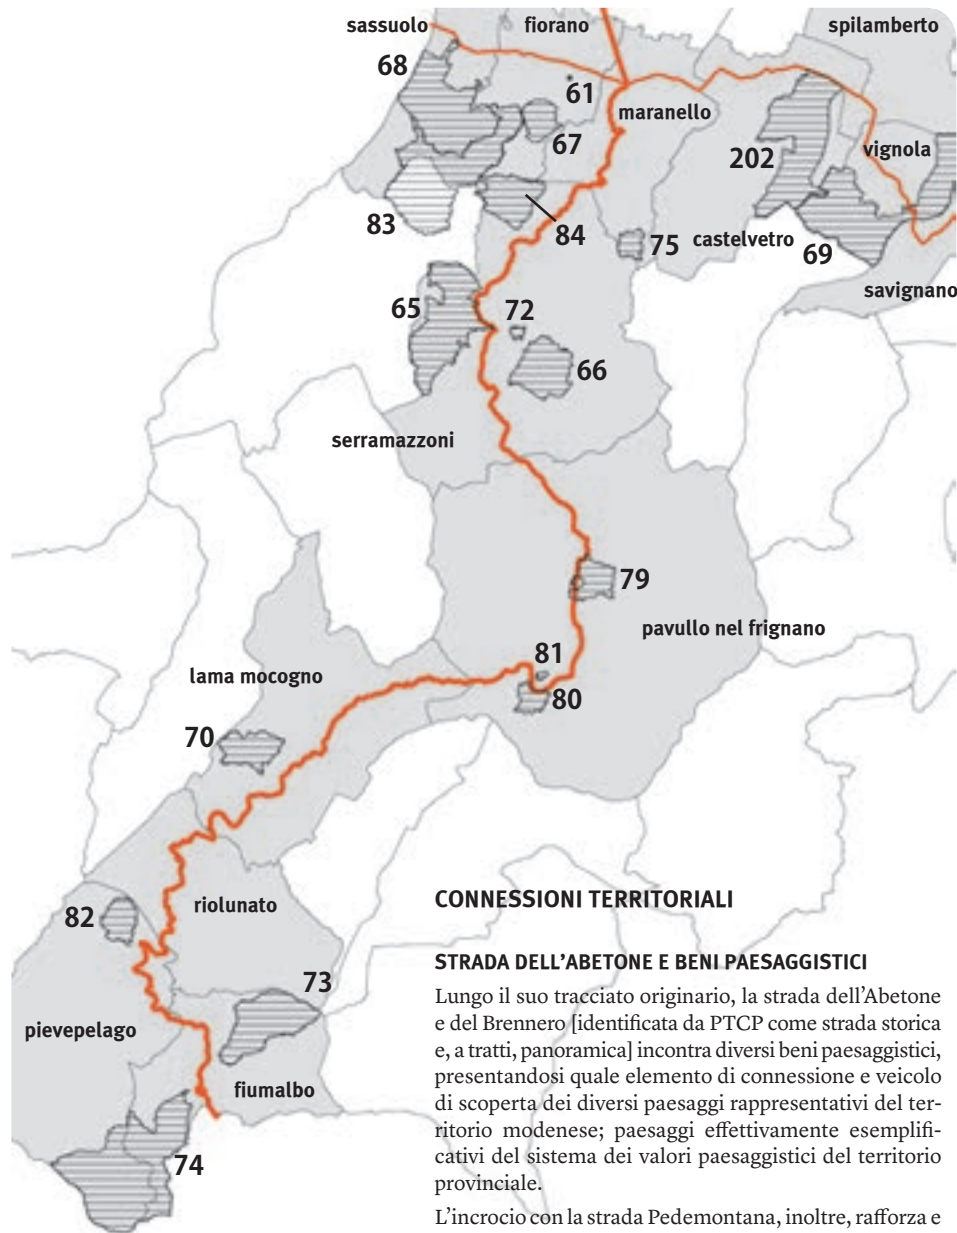 sassuolo
fiorano
spilamberto
68
61
maranello
67
202
vignola
83
84
75
castelvetro
69
savignano
65
72
66
serramazzoni
79
pavullo nel frignano
81
lama mocogno
80
70
CONNESSIONI TERRITORIALI
riolunato
82
STRADA DELL'ABETONE E BENI PAESAGGISTICI
73
Lungo il suo tracciato originario, la strada dell'Abetone
e del Brennero [identificata da PTCP come strada storica
e, a tratti, panoramica] incontra diversi beni paesaggistici,
presentandosi quale elemento di connessione e veicolo
di scoperta dei diversi paesaggi rappresentativi del ter-
ritorio modenese; paesaggi effettivamente esemplifi-
cativi del sistema dei valori paesaggistici del territorio
provinciale.
L'incrocio con la strada Pedemontana, inoltre, rafforza e
pievepelago
fiumalbo
74